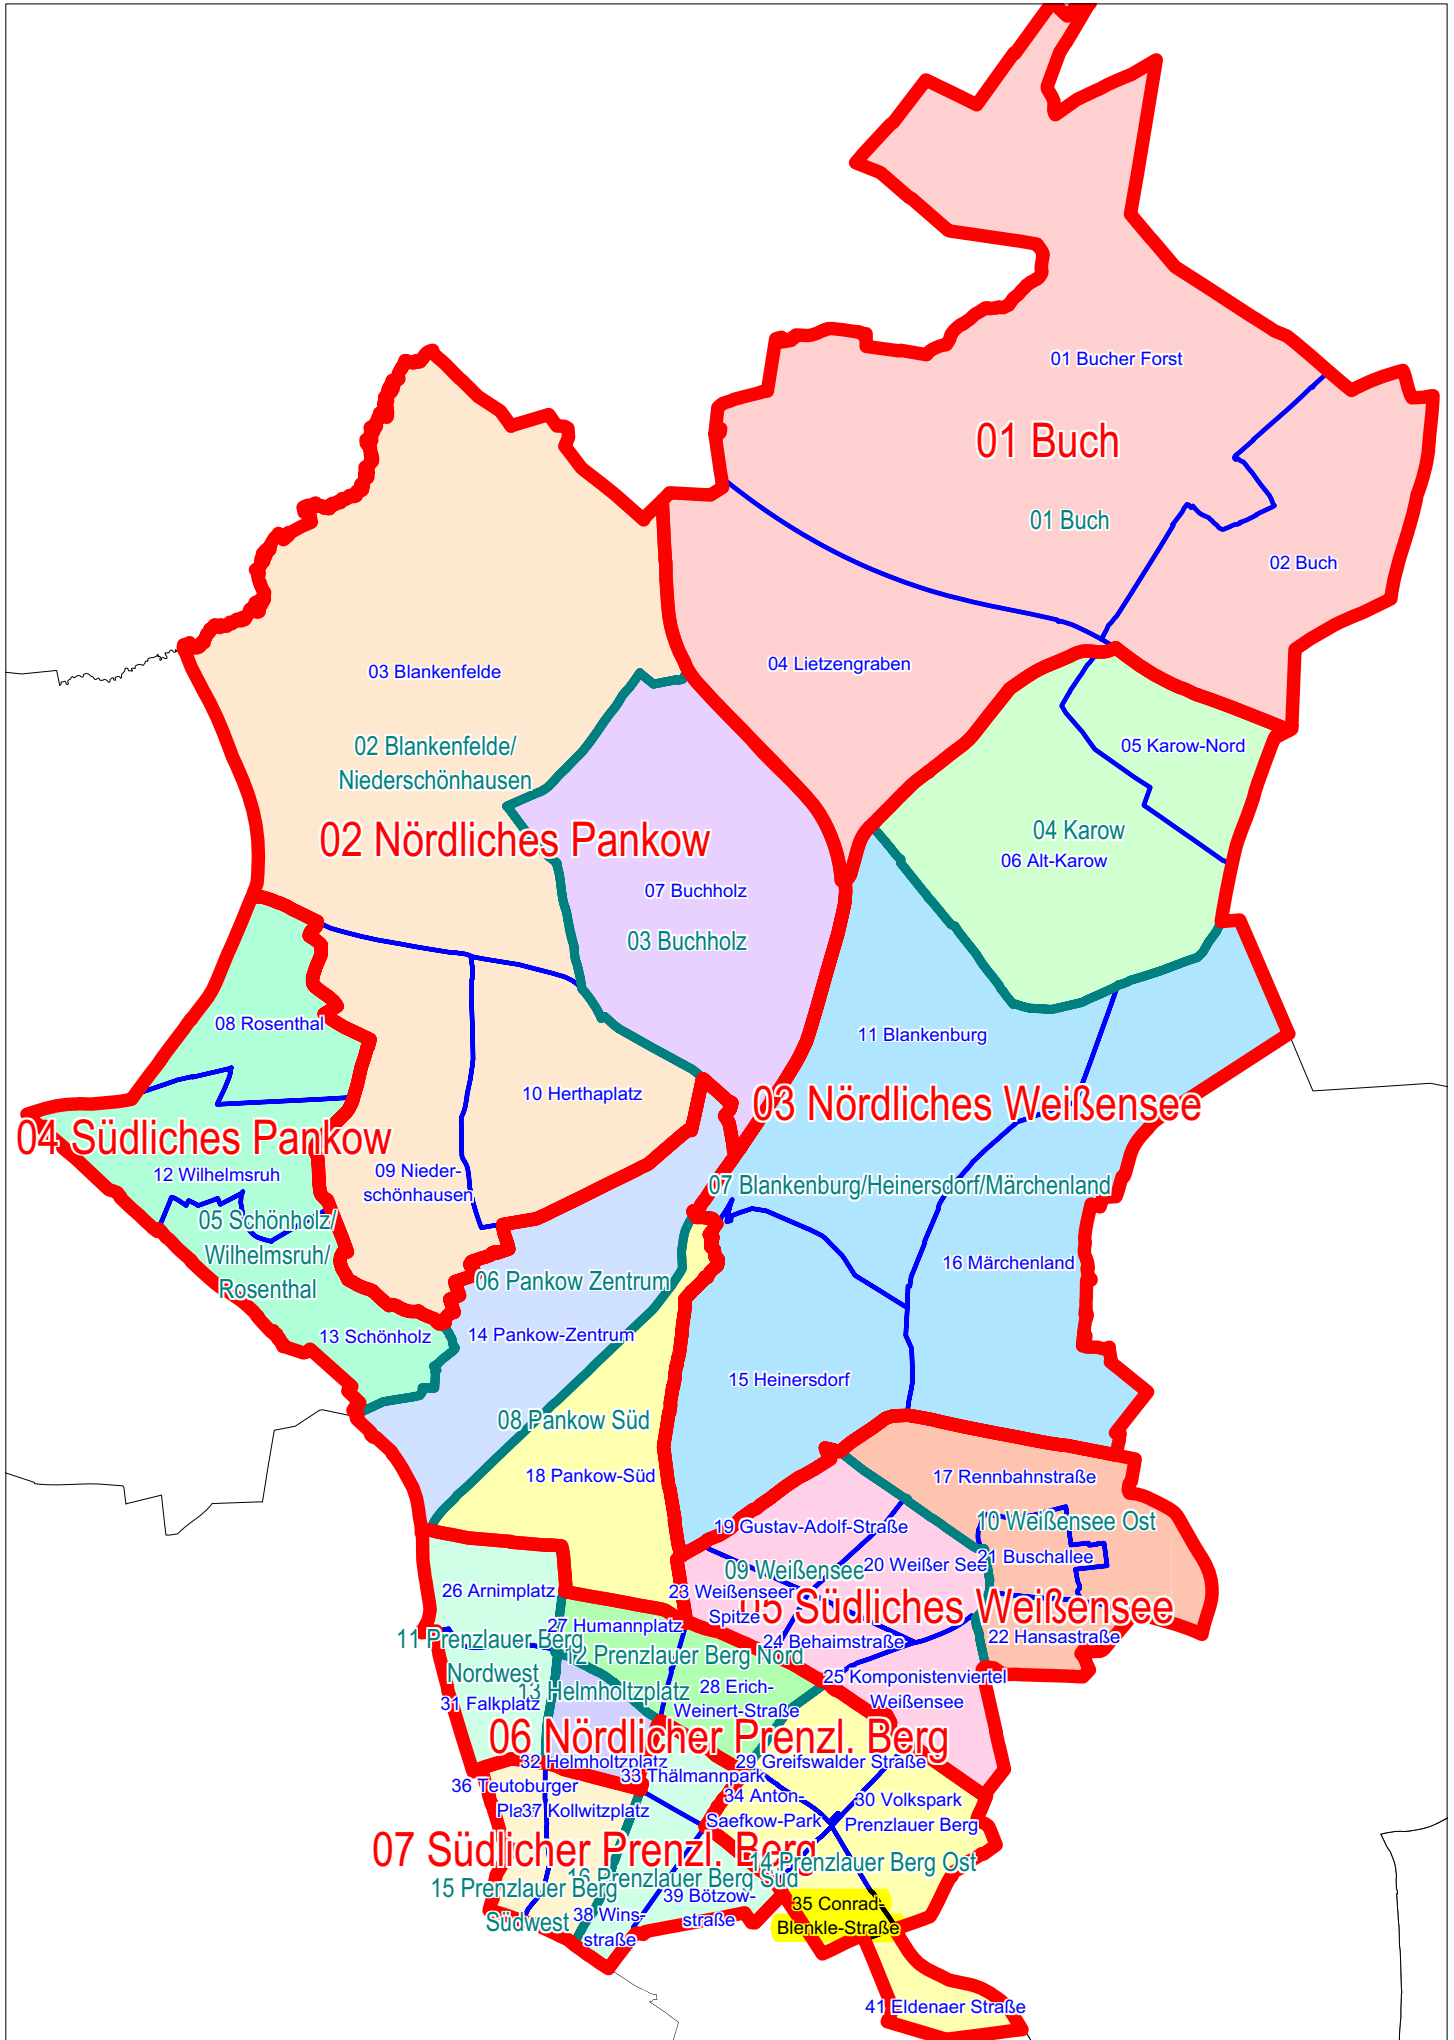 01 Bucher Forst
01 Buch
01 Buch
02 Buch
04 Lietzengraben
03 Blankenfelde
02 Blankenfelde/
Niederschönhausen
02 Nördliches Pankow
05 Karow-Nord
04 Karow
06 Alt-Karow
07 Buchholz
03 Buchholz
08 Rosenthal
11 Blankenburg
10 Herthaplatz
03 Nördliches Weißensee
04 Südliches Pankow
12 Wilhelmsruh
09 Nieder-
schönhausen
07 Blankenburg/Heinersdorf/Märchenland
05 Schönholz/
Wilhelmsruh/
Rosenthal
16 Märchenland
06 Pankow Zentrum
13 Schönholz
14 Pankow-Zentrum
15 Heinersdorf
08 Pankow Süd
18 Pankow-Süd
17 Rennbahnstraße
19 Gustav-Adolf-Straße
10 Weißensee Ost
20 Weißer See
21 Buschallee
09 Weißensee
26 Arnimplatz
23 Weißenseer
Spitze
05 Südliches Weißensee
27 Humannplatz
11 Prenzlauer Berg
Nordwest
24 Behaimstraße
22 Hansastraße
12 Prenzlauer Berg Nord
25 Komponistenviertel
Weißensee
13 Helmholtzplatz
28 Erich-
Weinert-Straße
31 Falkplatz
06 Nördlicher Prenzl. Berg
32 Helmholtzplatz
29 Greifswalder Straße
33 Thälmannpark
36 Teutoburger
Platz
37 Kollwitzplatz
34 Anton-
Saefkow-Park
30 Volkspark
Prenzlauer Berg
07 Südlicher Prenzl. Berg
14 Prenzlauer Berg Ost
16 Prenzlauer Berg Süd
15 Prenzlauer Berg
Südwest
39 Bötzow-
straße
38 Wins-
straße
35 Conrad-
Blenkle-Straße
41 Eldenaer Straße